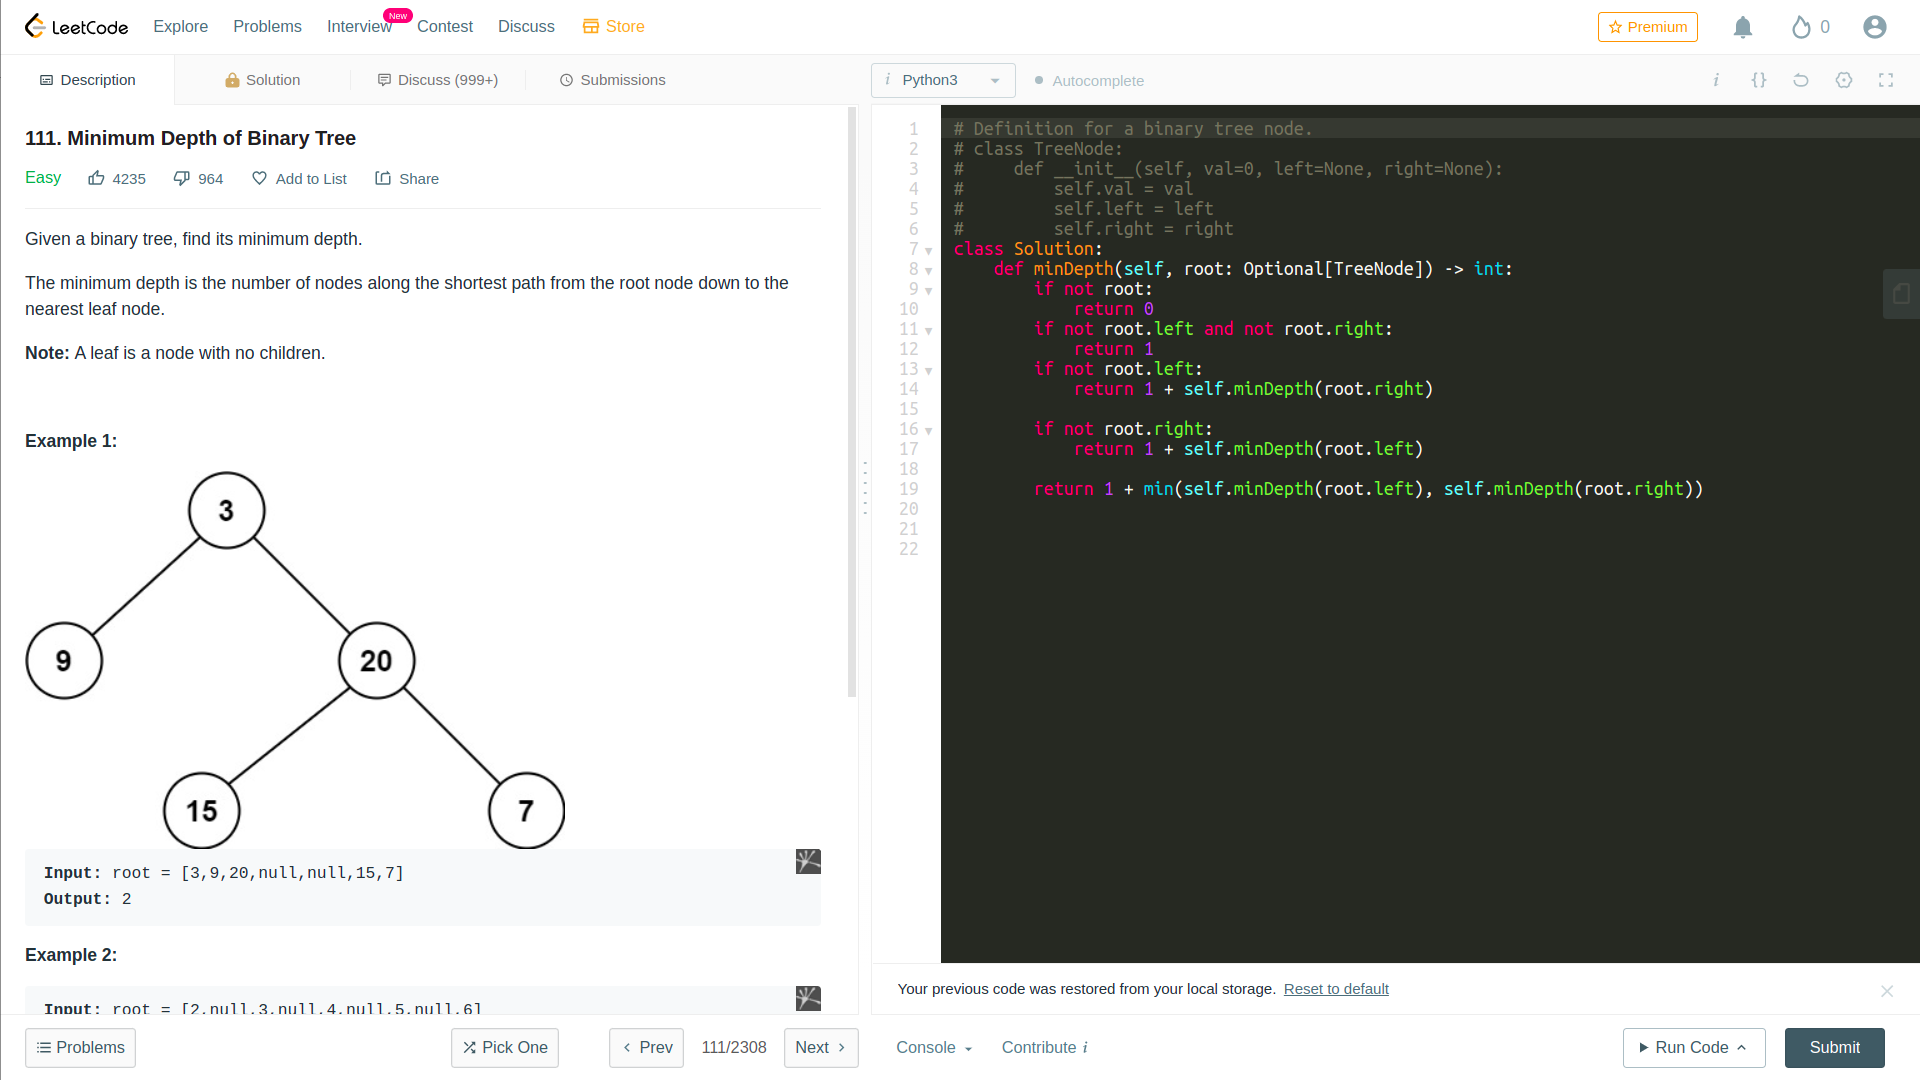 LeetCode Explore Problems Interview New Contest Discuss Store Premium 0
Description Solution Discuss (999+) Submissions
i Python3 Autocomplete i {}
111. Minimum Depth of Binary Tree
Easy 4235 964 Add to List Share
Given a binary tree, find its minimum depth.
The minimum depth is the number of nodes along the shortest path from the root node down to the
nearest leaf node.
Note: A leaf is a node with no children.
Example 1:
3
9 20
15 7
Input: root = [3,9,20,null,null,15,7]
Output: 2
Example 2:
Input: root = [2,null,3,null,4,null,5,null,6]
1 # Definition for a binary tree node.
2 # class TreeNode:
3 #     def __init__(self, val=0, left=None, right=None):
4 #         self.val = val
5 #         self.left = left
6 #         self.right = right
7 class Solution:
8     def minDepth(self, root: Optional[TreeNode]) -> int:
9         if not root:
10             return 0
11         if not root.left and not root.right:
12             return 1
13         if not root.left:
14             return 1 + self.minDepth(root.right)
15
16         if not root.right:
17             return 1 + self.minDepth(root.left)
18
19         return 1 + min(self.minDepth(root.left), self.minDepth(root.right))
20
21
22
Your previous code was restored from your local storage. Reset to default
Problems Pick One Prev 111/2308 Next Console Contribute i Run Code Submit